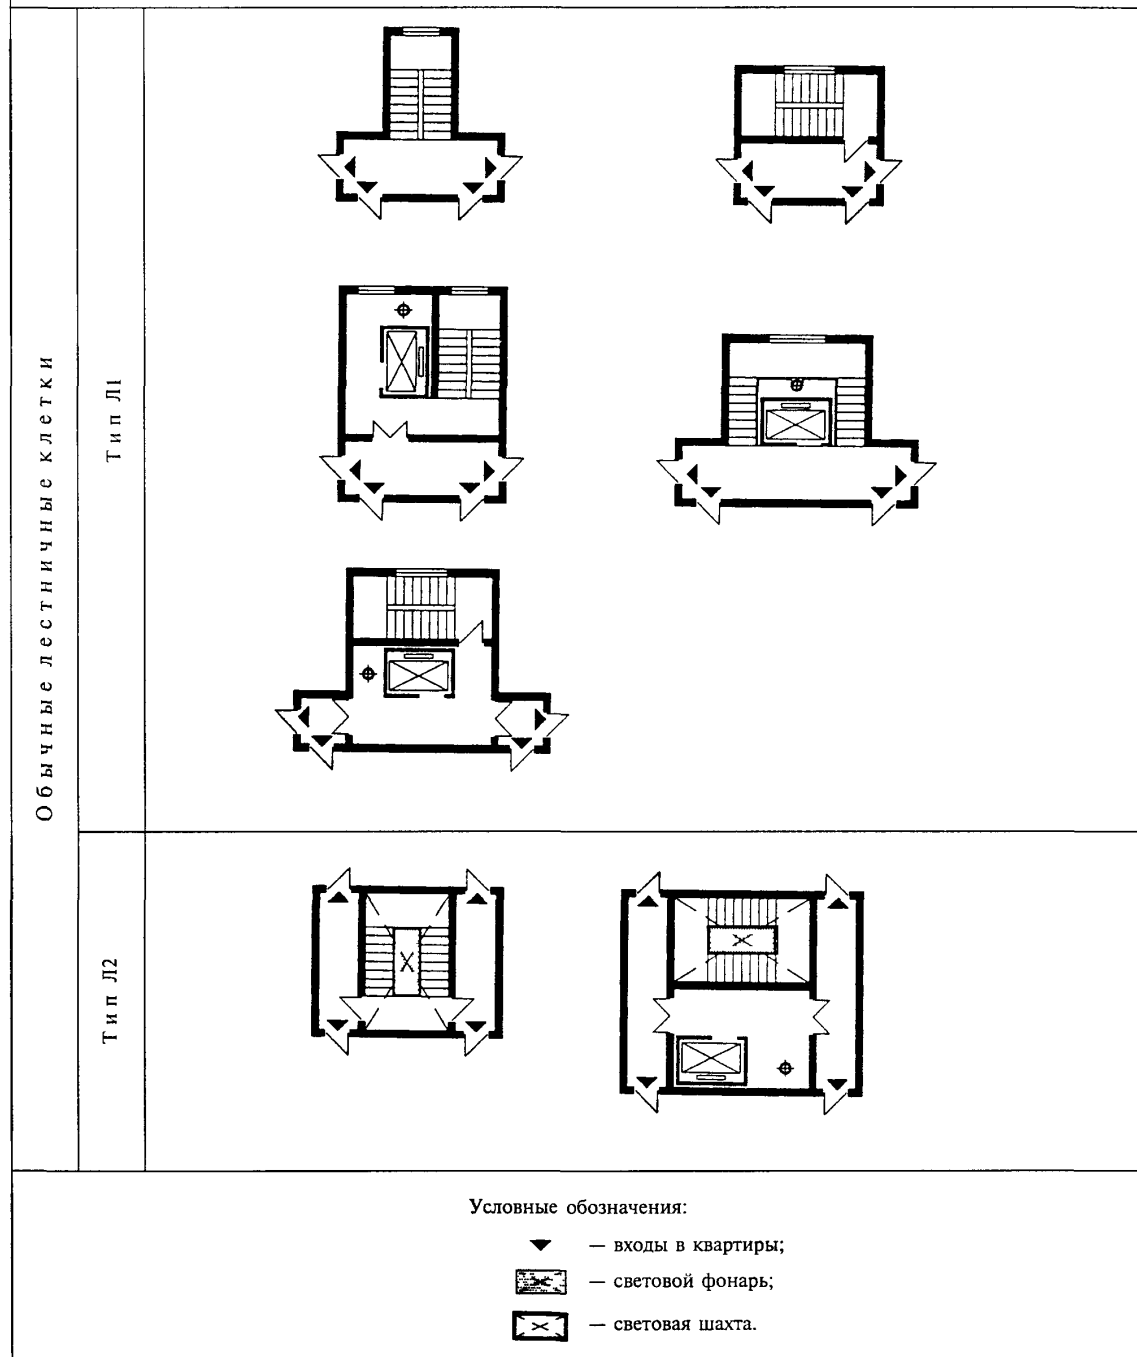 Обычные лестничные клетки
Тип Л1
Тип Л2
Условные обозначения:
— входы в квартиры;
— световой фонарь;
— световая шахта.